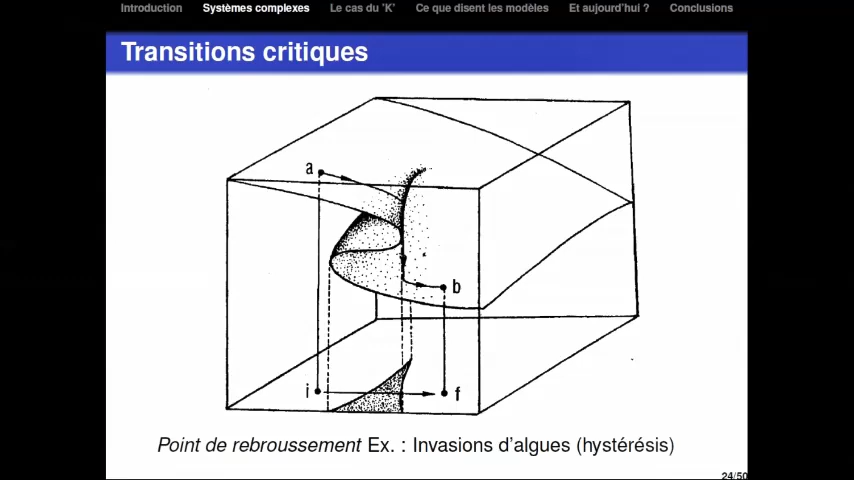 Introduction Systèmes complexes Le cas du 'K' Ce que disent les modèles Et aujourd'hui ? Conclusions
Transitions critiques
a
b
i
f
Point de rebroussement Ex. : Invasions d'algues (hystérésis)
24/50